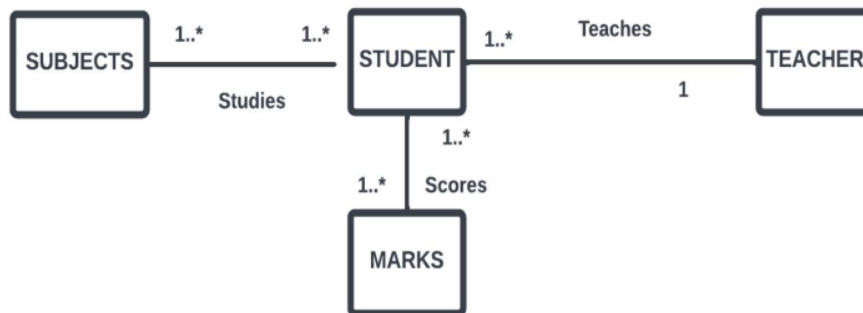 1..*
1..*
1..*
Teaches
SUBJECTS
STUDENT
TEACHER
Studies
1
1..*
1..*
Scores
MARKS